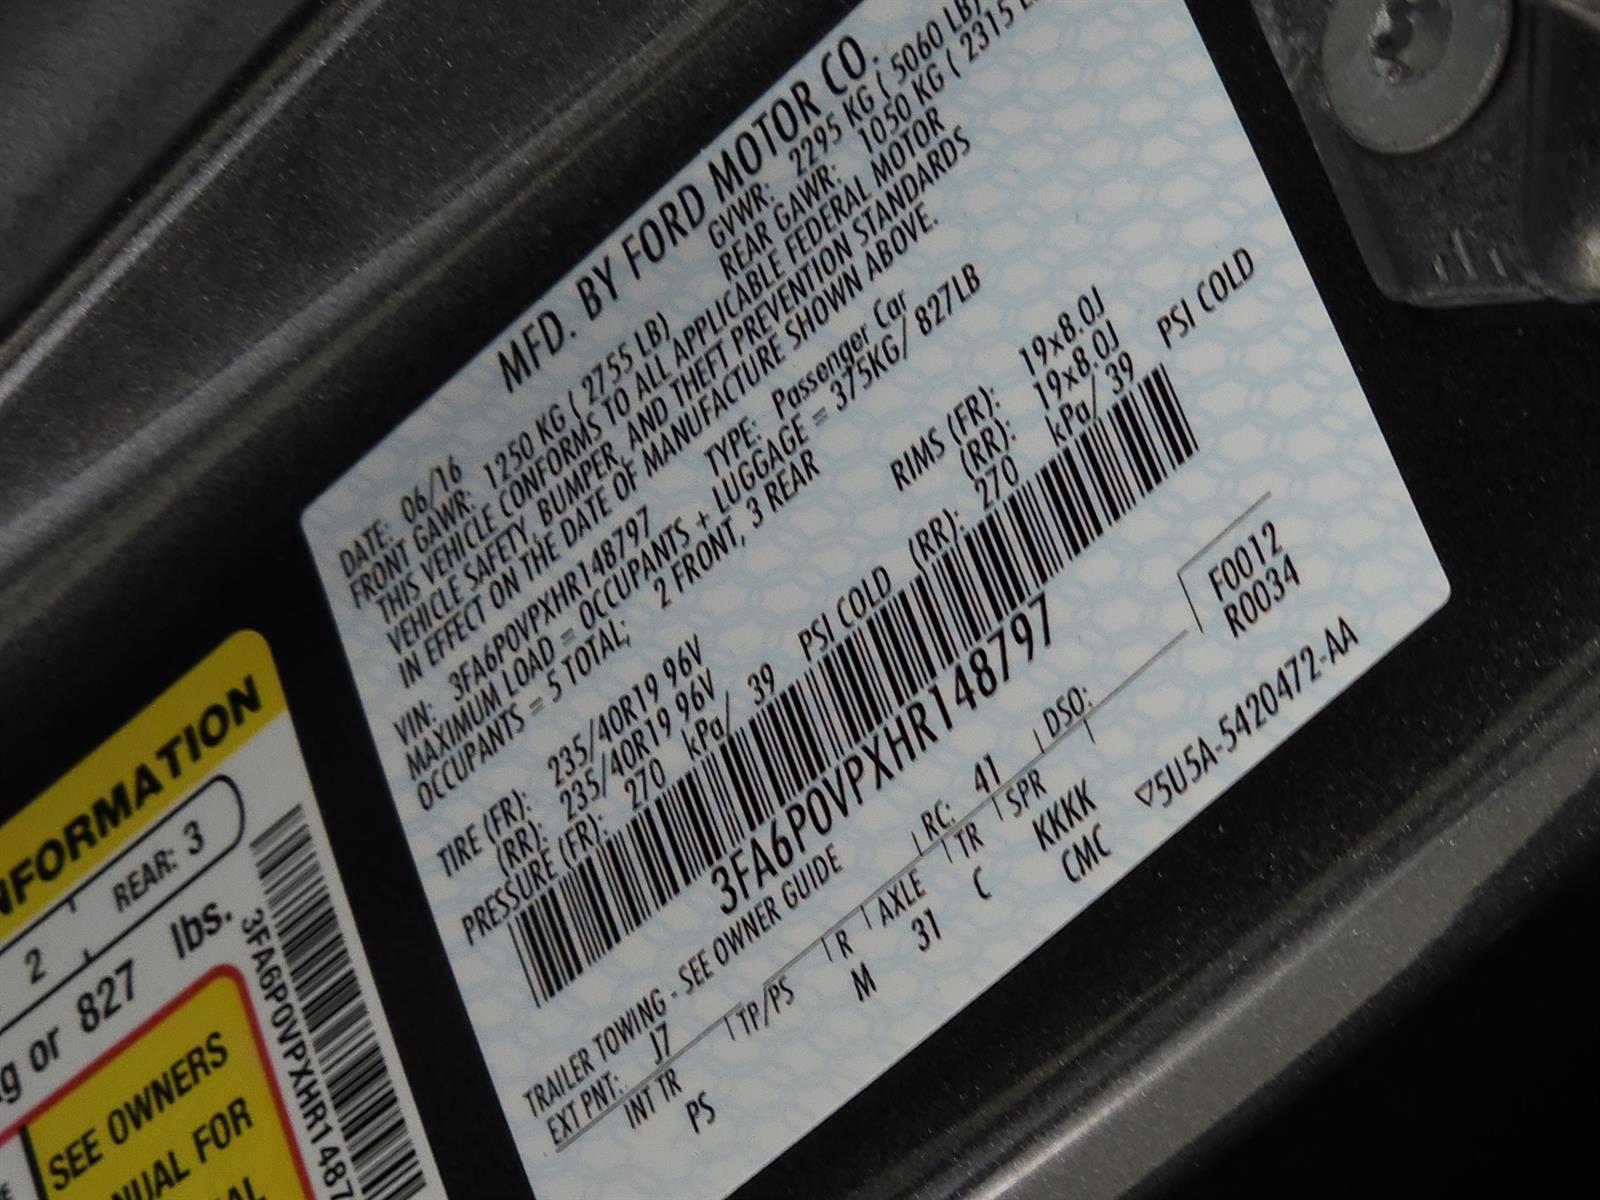 MFD. BY FORD MOTOR CO.
DATE: 06/16 GVWR: 2295 KG ( 5060 LB)
FRONT GAWR: 1250 KG ( 2755 LB) REAR GAWR: 1050 KG ( 2315
THIS VEHICLE CONFORMS TO ALL APPLICABLE FEDERAL MOTOR
VEHICLE SAFETY, BUMPER, AND THEFT PREVENTION STANDARDS
IN EFFECT ON THE DATE OF MANUFACTURE SHOWN ABOVE.
VIN: 3FA6P0VPXHR148797 TYPE: Passenger Car
MAXIMUM LOAD = OCCUPANTS + LUGGAGE = 375KG/ 827LB
OCCUPANTS = 5 TOTAL; 2 FRONT, 3 REAR
TIRE (FR): 235/40R19 96V RIMS (FR): 19x8.0J
(RR): 235/40R19 96V (RR): 19x8.0J
PRESSURE (FR): 270 kPa/ 39 PSI COLD (RR): 270 kPa/ 39 PSI COLD
3FA6P0VPXHR148797
TRAILER TOWING - SEE OWNER GUIDE
EXT PNT: J7 RC: 41 DSO: F0012
R0034
INT TR TP/PS R AXLE TR SPR
PS M 31 C KKKK
CMC
▽5U5A-5420472-AA
NFORMATION
2 REAR: 3
g or 827 lbs.
SEE OWNERS
NUAL FOR
3FA6P0VPXHR1487